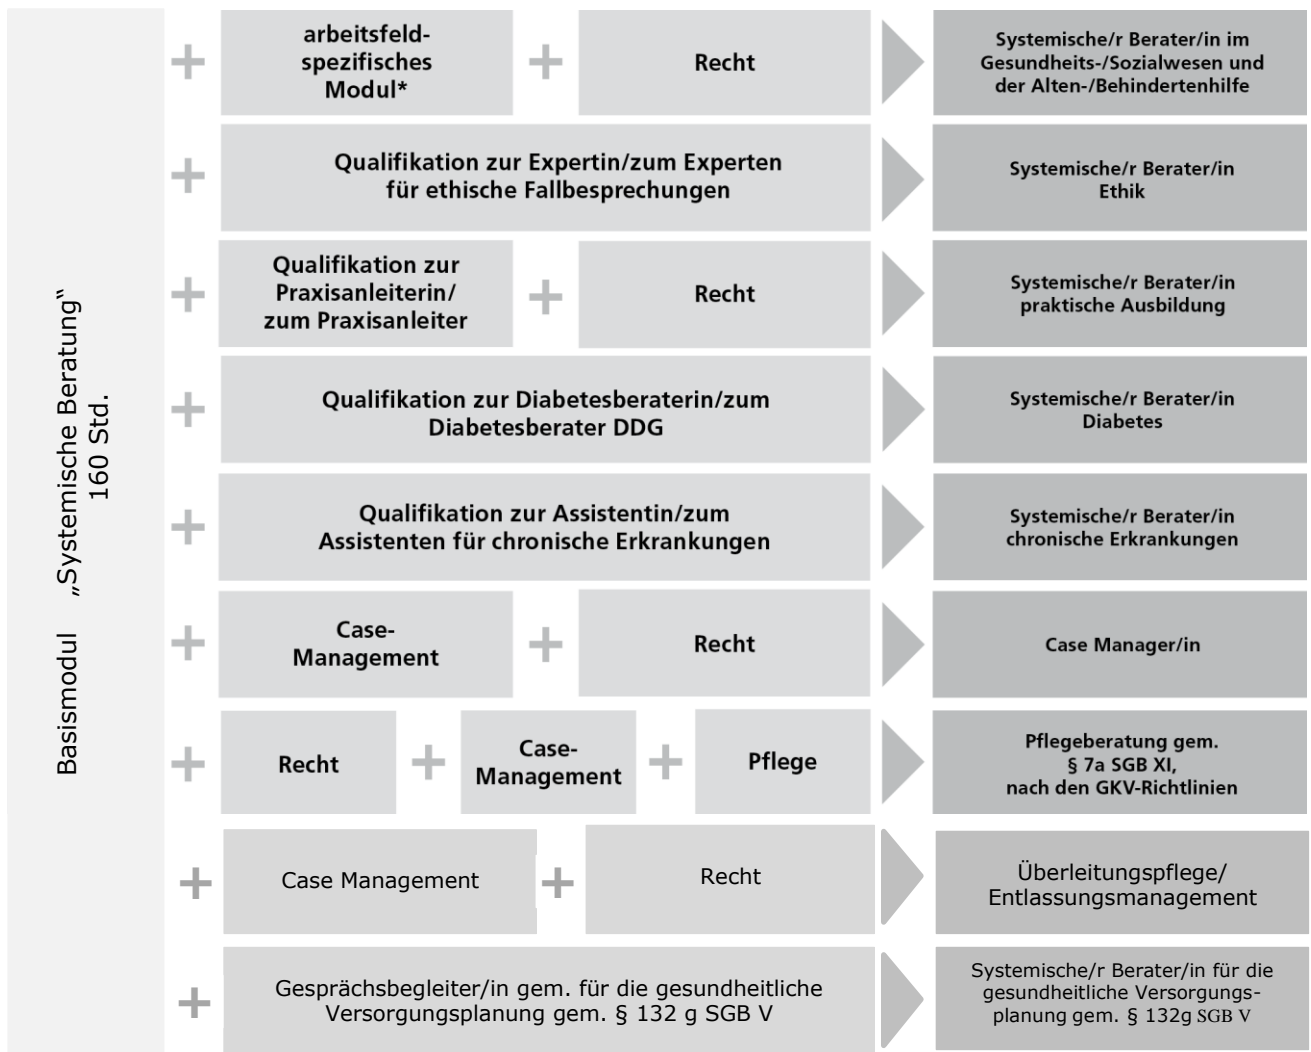 Basismodul „Systemische Beratung“
160 Std.
+
arbeitsfeld-
spezifisches
Modul*
+
Recht
Systemische/r Berater/in im
Gesundheits-/Sozialwesen und
der Alten-/Behindertenhilfe
+
Qualifikation zur Expertin/zum Experten
für ethische Fallbesprechungen
Systemische/r Berater/in
Ethik
+
Qualifikation zur
Praxisanleiterin/
zum Praxisanleiter
+
Recht
Systemische/r Berater/in
praktische Ausbildung
+
Qualifikation zur Diabetesberaterin/zum
Diabetesberater DDG
Systemische/r Berater/in
Diabetes
+
Qualifikation zur Assistentin/zum
Assistenten für chronische Erkrankungen
Systemische/r Berater/in
chronische Erkrankungen
+
Case-
Management
+
Recht
Case Manager/in
+
Recht
+
Case-
Management
+
Pflege
Pflegeberatung gem.
§ 7a SGB XI,
nach den GKV-Richtlinien
+
Case Management
+
Recht
Überleitungspflege/
Entlassungsmanagement
+
Gesprächsbegleiter/in gem. für die gesundheitliche
Versorgungsplanung gem. § 132 g SGB V
Systemische/r Berater/in für die
gesundheitliche Versorgungs-
planung gem. § 132g SGB V